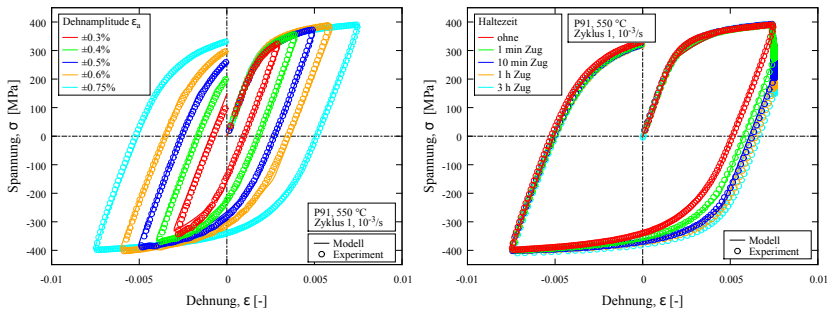 Dehnamplitude εa
±0.3%
±0.4%
±0.5%
±0.6%
±0.75%
400
300
200
100
0
-100
-200
-300
-400
Spannung, σ [MPa]
P91, 550 °C
Zyklus 1, 10-3/s
Modell
Experiment
-0.01
-0.005
0
0.005
0.01
Dehnung, ε [-]
Haltezeit
ohne
1 min Zug
10 min Zug
1 h Zug
3 h Zug
P91, 550 °C
Zyklus 1, 10-3/s
400
300
200
100
0
-100
-200
-300
-400
Spannung, σ [MPa]
Modell
Experiment
-0.01
-0.005
0
0.005
0.01
Dehnung, ε [-]